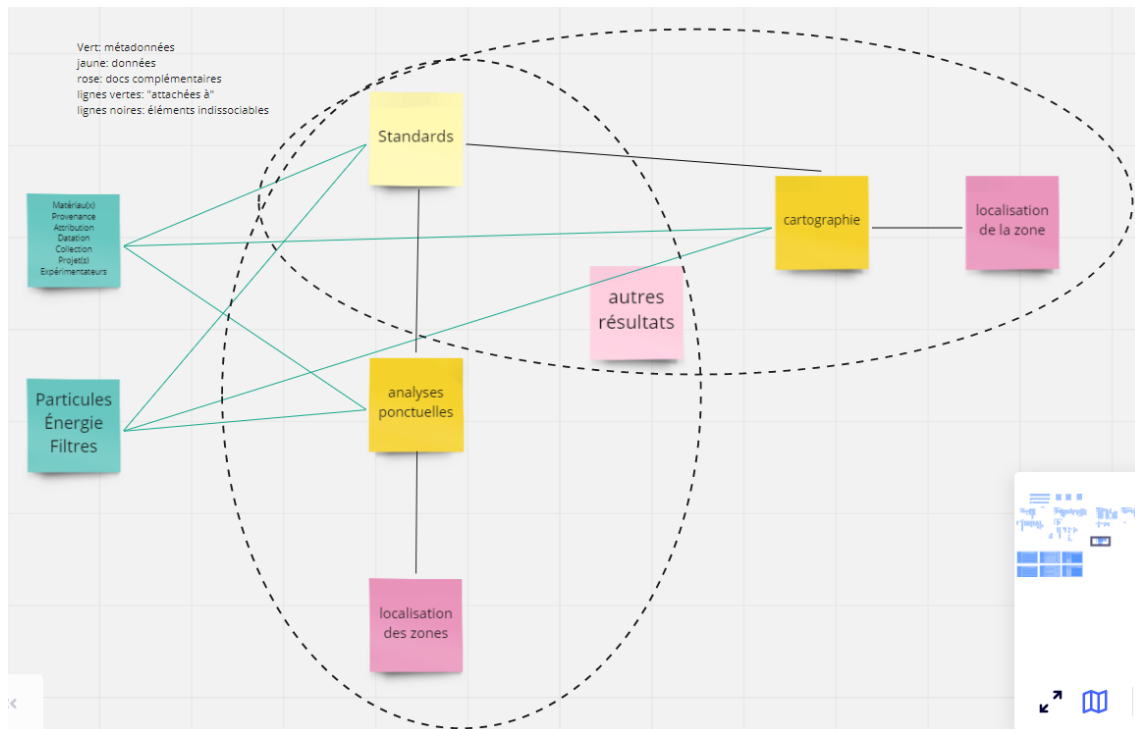 Vert: métadonnées
jaune: données
rose: docs complémentaires
lignes vertes: "attachées à"
lignes noires: éléments indissociables
Standards
Matériau(x)
Provenance
Attribution
Datation
Collection
Projet(s)
Expérimentateurs
cartographie
localisation
de la zone
autres
résultats
Particules
Énergie
Filtres
analyses
ponctuelles
localisation
des zones